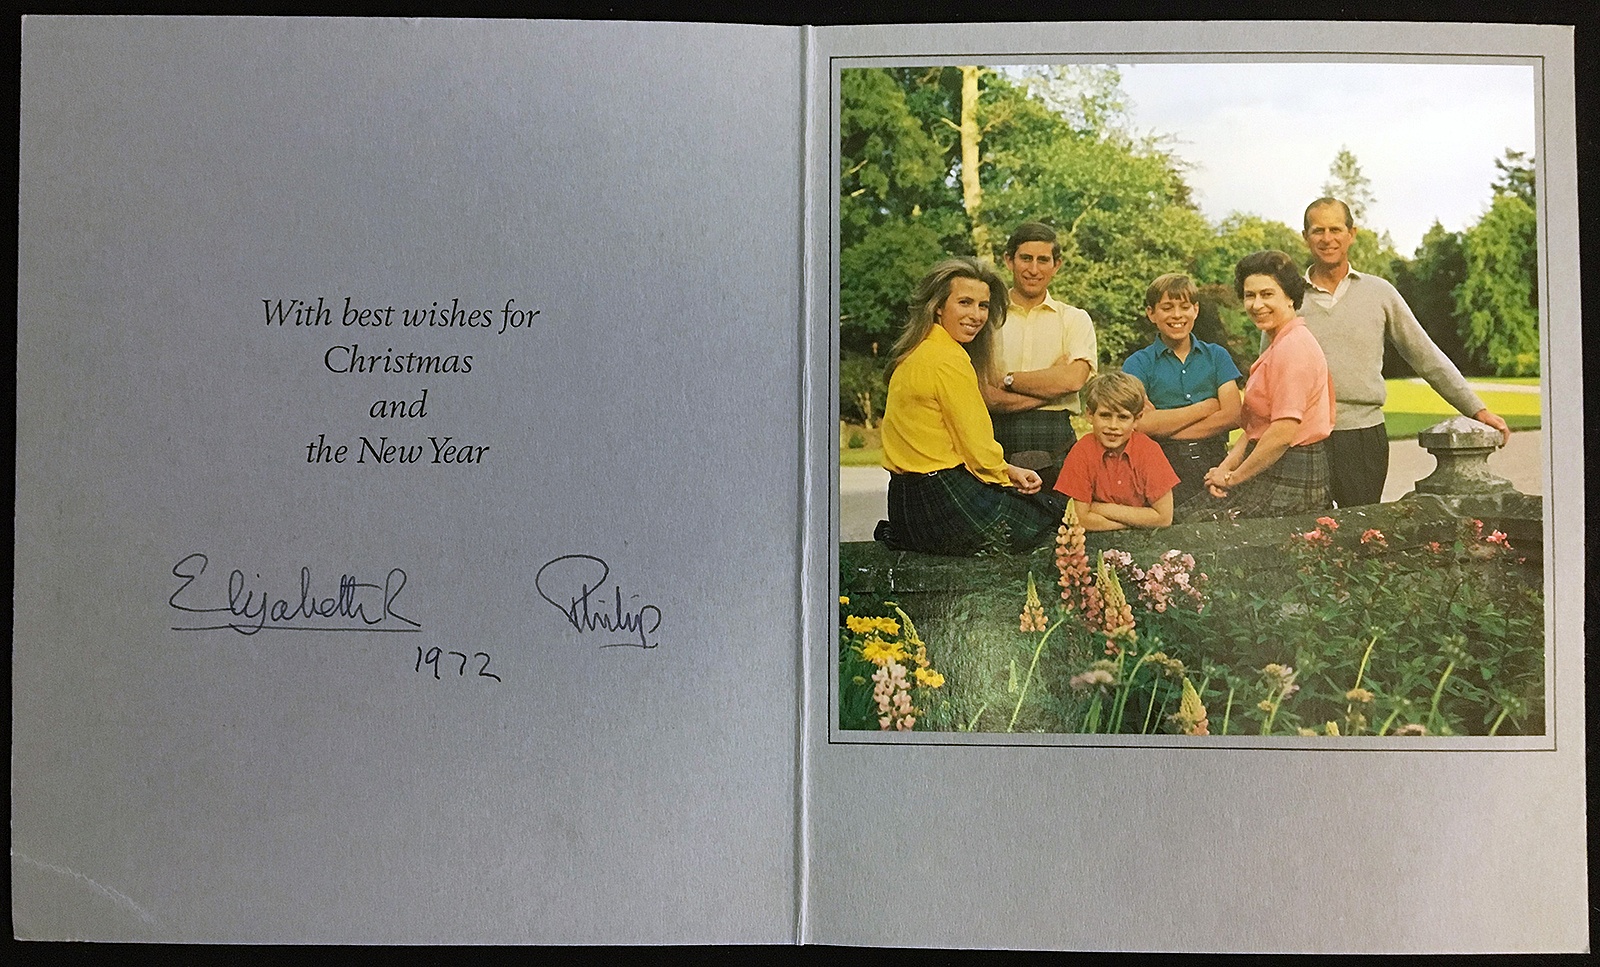 With best wishes for
Christmas
and
the New Year
Elizabeth R
Philip
1972